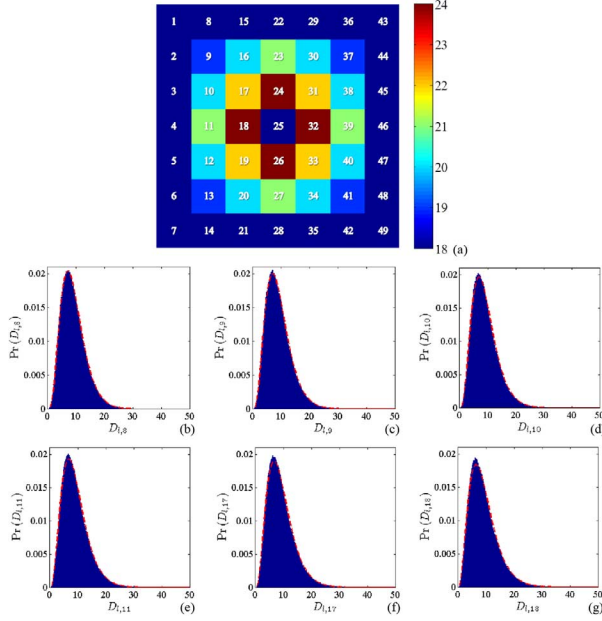 1 8 15 22 29 36 43
2 9 16 23 30 37 44
3 10 17 24 31 38 45
4 11 18 25 32 39 46
5 12 19 26 33 40 47
6 13 20 27 34 41 48
7 14 21 28 35 42 49
24
23
22
21
20
19
18 (a)
0.02
0.015
0.01
0.005
0
Pr (D_{l,8})
0 10 20 30 40 50
D_{l,8} (b)
0.02
0.015
0.01
0.005
0
Pr (D_{l,9})
0 10 20 30 40 50
D_{l,9} (c)
0.02
0.015
0.01
0.005
0
Pr (D_{l,10})
0 10 20 30 40 50
D_{l,10} (d)
0.02
0.015
0.01
0.005
0
Pr (D_{l,11})
0 10 20 30 40 50
D_{l,11} (e)
0.02
0.015
0.01
0.005
0
Pr (D_{l,17})
0 10 20 30 40 50
D_{l,17} (f)
0.02
0.015
0.01
0.005
0
Pr (D_{l,18})
0 10 20 30 40 50
D_{l,18} (g)